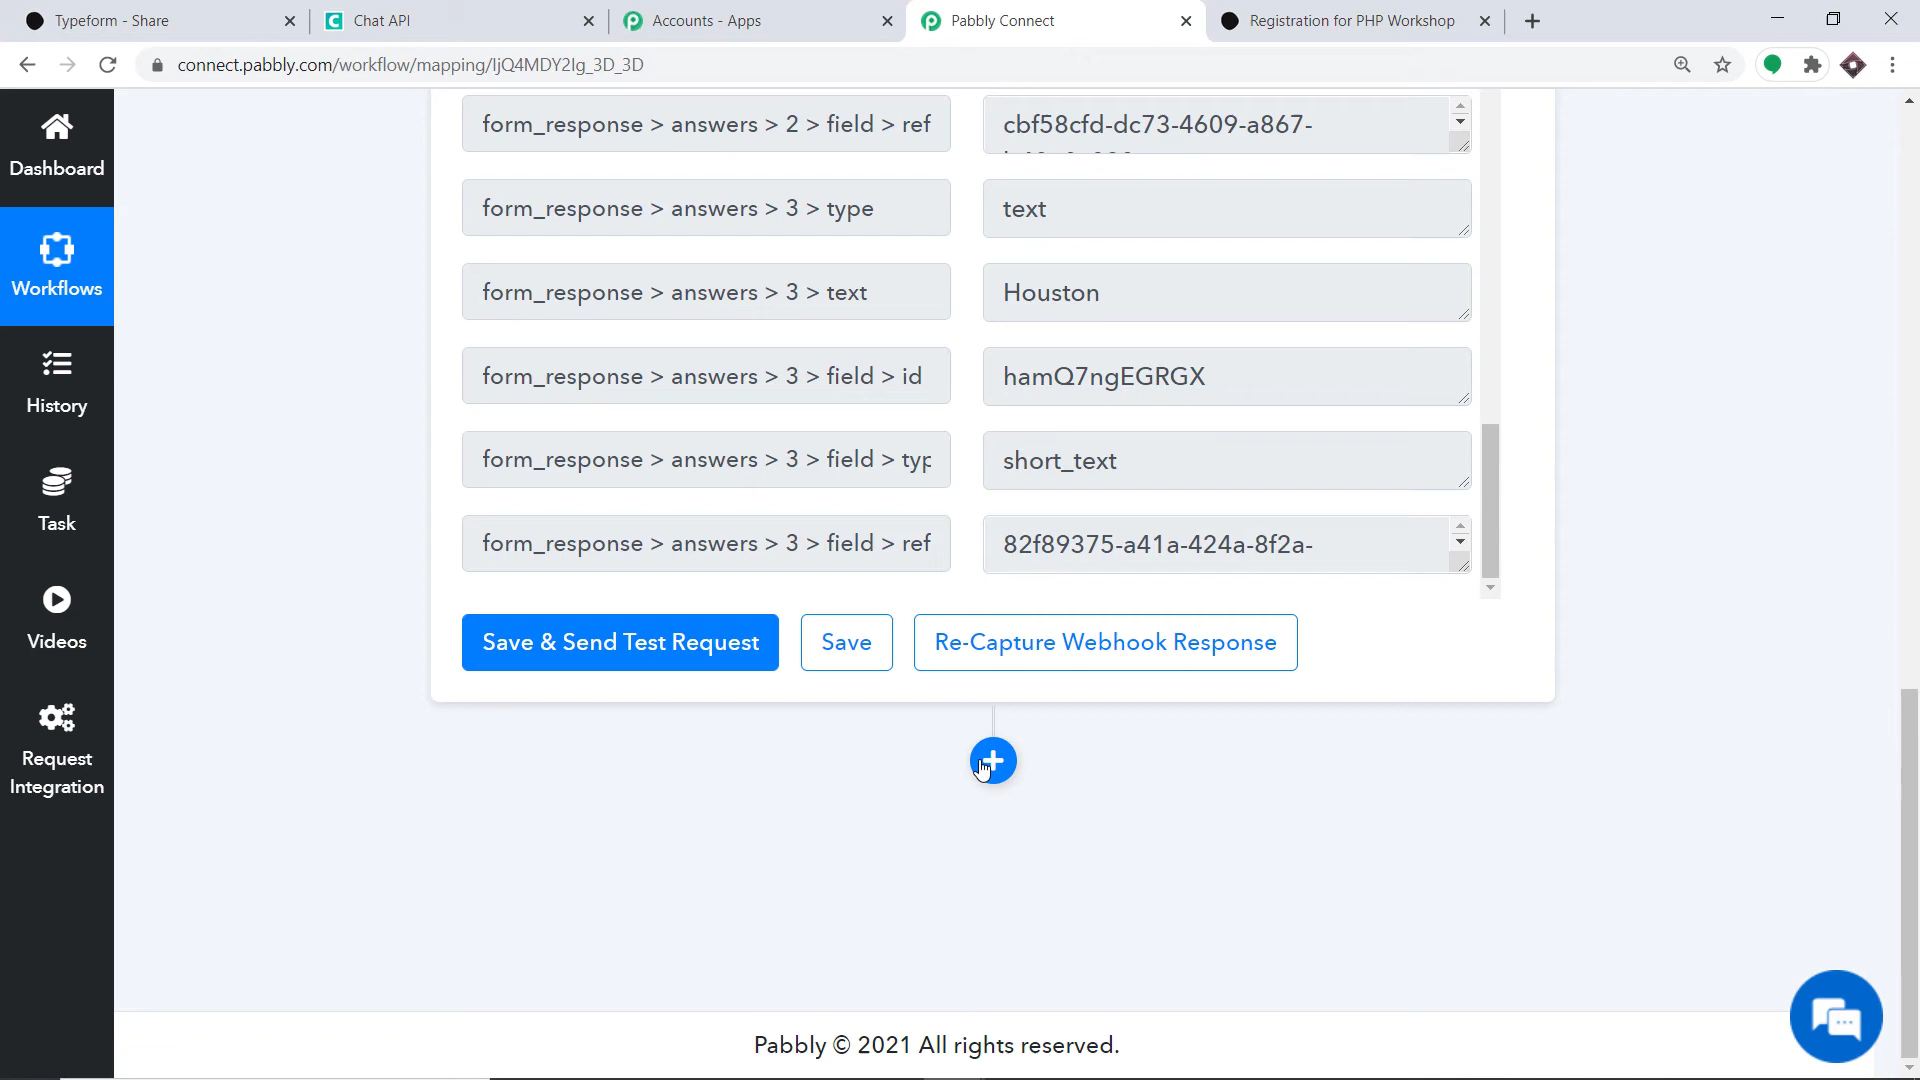 Typeform - Share
Chat API
Accounts - Apps
Pabbly Connect
Registration for PHP Workshop
connect.pabbly.com/workflow/mapping/IjQ4MDY2Ig_3D_3D
Dashboard
Workflows
History
Task
Videos
Request
Integration
form_response > answers > 2 > field > ref
cbf58cfd-dc73-4609-a867-
form_response > answers > 3 > type
text
form_response > answers > 3 > text
Houston
form_response > answers > 3 > field > id
hamQ7ngEGRGX
form_response > answers > 3 > field > typ
short_text
form_response > answers > 3 > field > ref
82f89375-a41a-424a-8f2a-
Save & Send Test Request
Save
Re-Capture Webhook Response
Pabbly © 2021 All rights reserved.